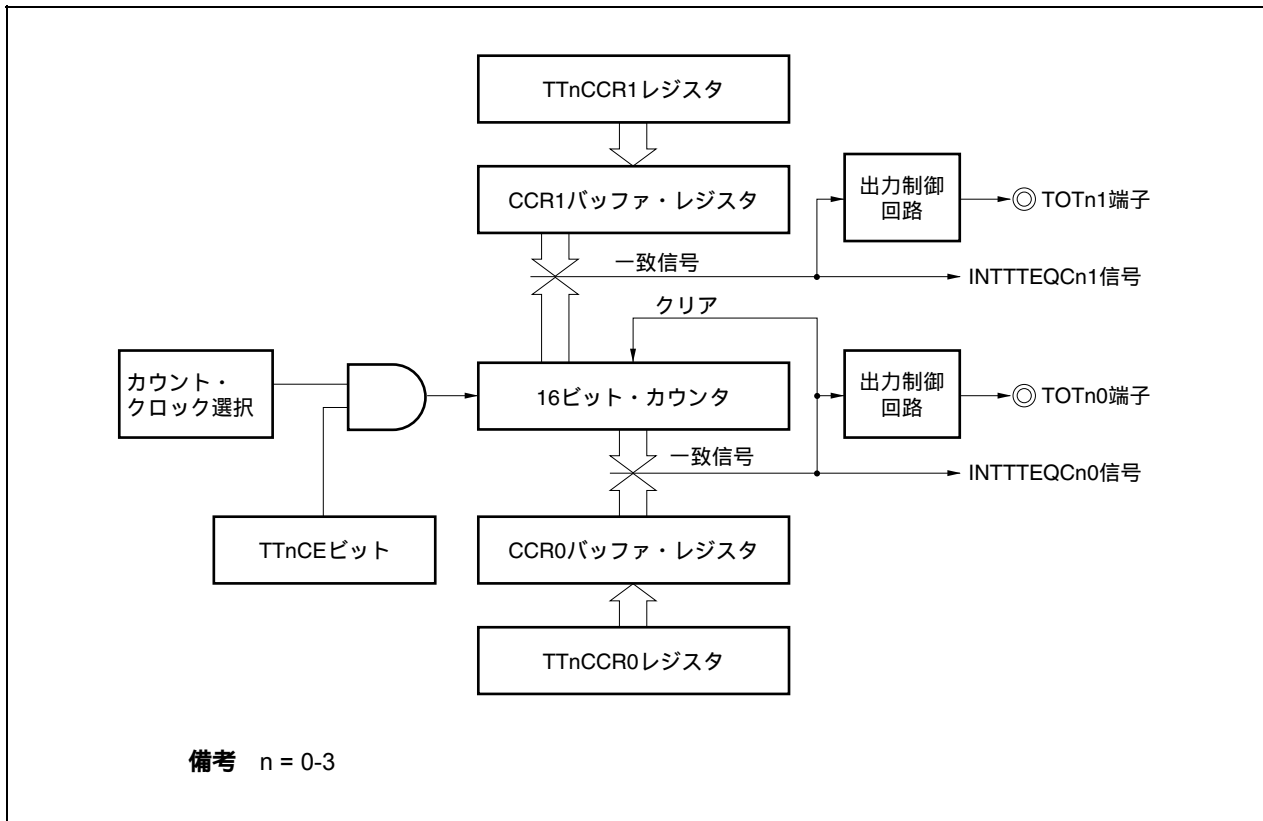 TTnCCR1レジスタ
CCR1バッファ・レジスタ
出力制御
回路
TOTn1端子
一致信号
INTTTEQCn1信号
クリア
カウント・
クロック選択
16ビット・カウンタ
出力制御
回路
TOTn0端子
一致信号
INTTTEQCn0信号
TTnCEビット
CCR0バッファ・レジスタ
TTnCCR0レジスタ
備考 n = 0-3